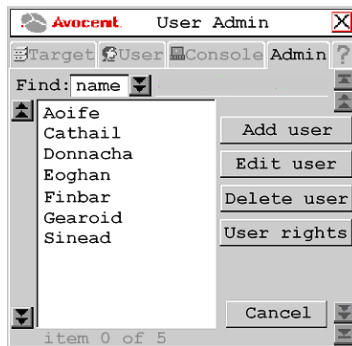 Avocent. User Admin
Target User Console Admin ?
Find: name
Aoife
Cathail
Donnacha
Eoghan
Finbar
Gearoid
Sinead
Add user
Edit user
Delete user
User rights
Cancel
item 0 of 5